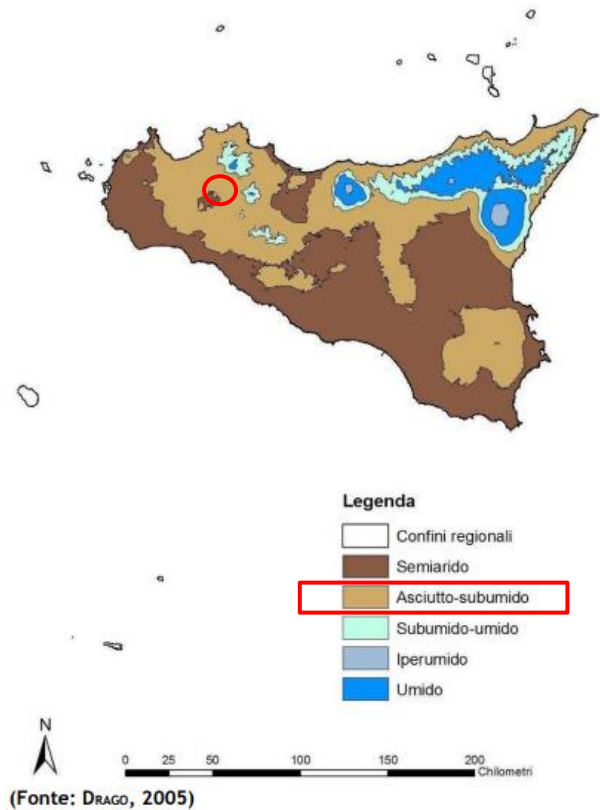 Legenda
Confini regionali
Semiarido
Asciutto-subumido
Subumido-umido
Iperumido
Umido
N
0 25 50 100 150 200
Chilometri
(Fonte: DRAGO, 2005)